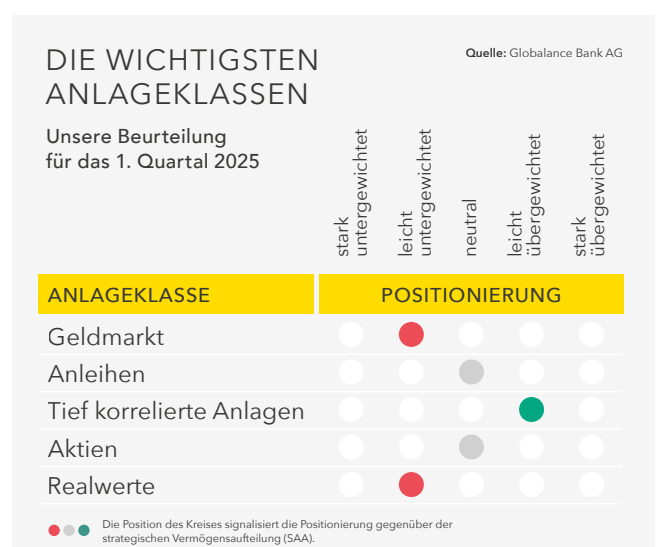 DIE WICHTIGSTEN
ANLAGEKLASSEN
Quelle: Globalance Bank AG
Unsere Beurteilung
für das 1. Quartal 2025
stark
untergewichtet
leicht
untergewichtet
neutral
leicht
übergewichtet
stark
übergewichtet
ANLAGEKLASSE POSITIONIERUNG
Geldmarkt
Anleihen
Tief korrelierte Anlagen
Aktien
Realwerte
Die Position des Kreises signalisiert die Positionierung gegenüber der
strategischen Vermögensaufteilung (SAA).